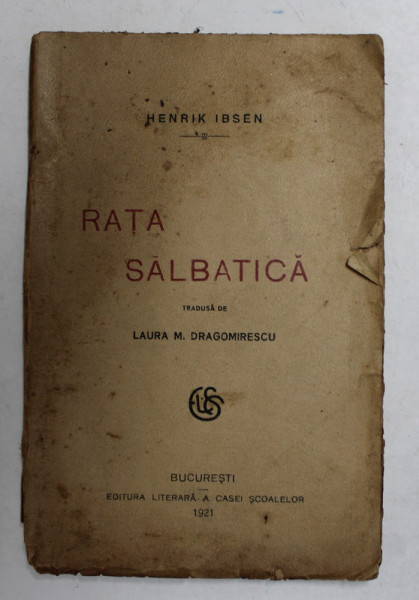 HENRIK IBSEN
RAȚA
SĂLBATICĂ
TRADUSĂ DE
LAURA M. DRAGOMIRESCU
BUCUREȘTI
EDITURA LITERARĂ A CASEI ȘCOALELOR
1921